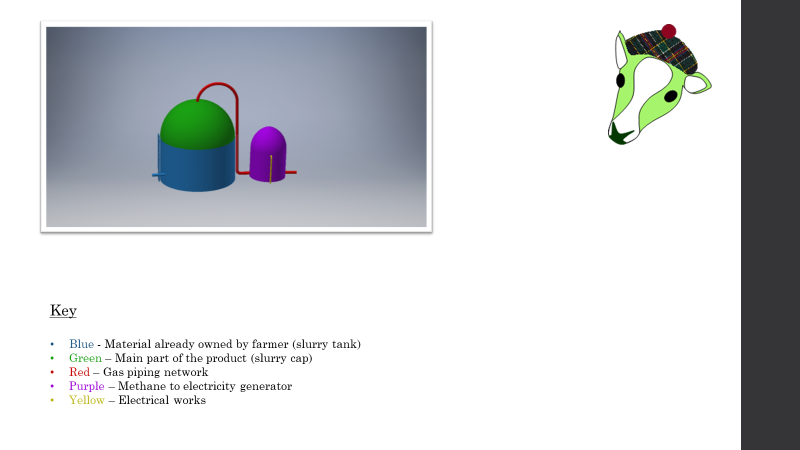 Key
• Blue - Material already owned by farmer (slurry tank)
• Green – Main part of the product (slurry cap)
• Red – Gas piping network
• Purple – Methane to electricity generator
• Yellow – Electrical works